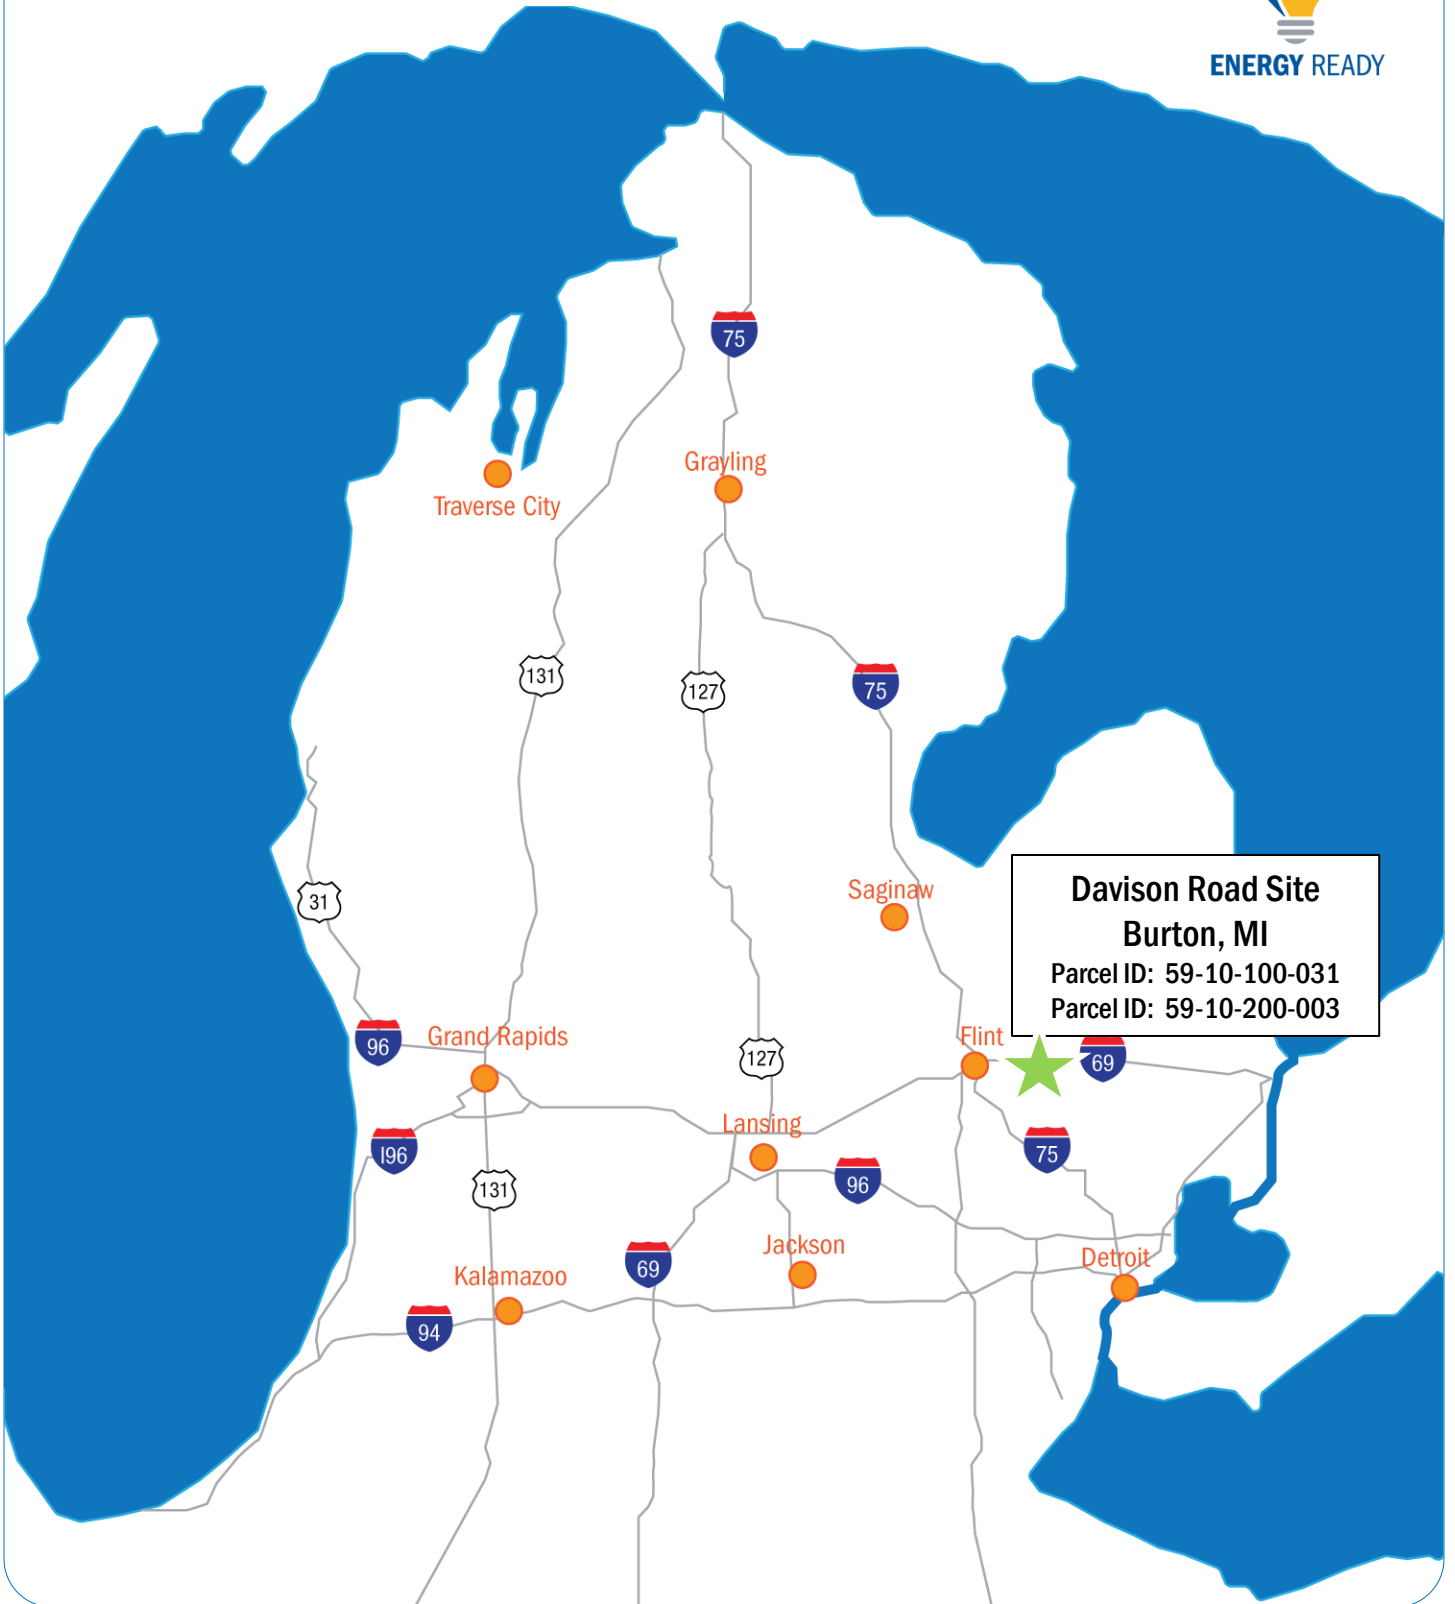 ENERGY READY
75
Grayling
Traverse City
131
127
75
Saginaw
31
Davison Road Site
Burton, MI
Parcel ID: 59-10-100-031
Parcel ID: 59-10-200-003
96
Grand Rapids
127
Flint
69
Lansing
I96
75
131
96
Jackson
Detroit
69
Kalamazoo
94